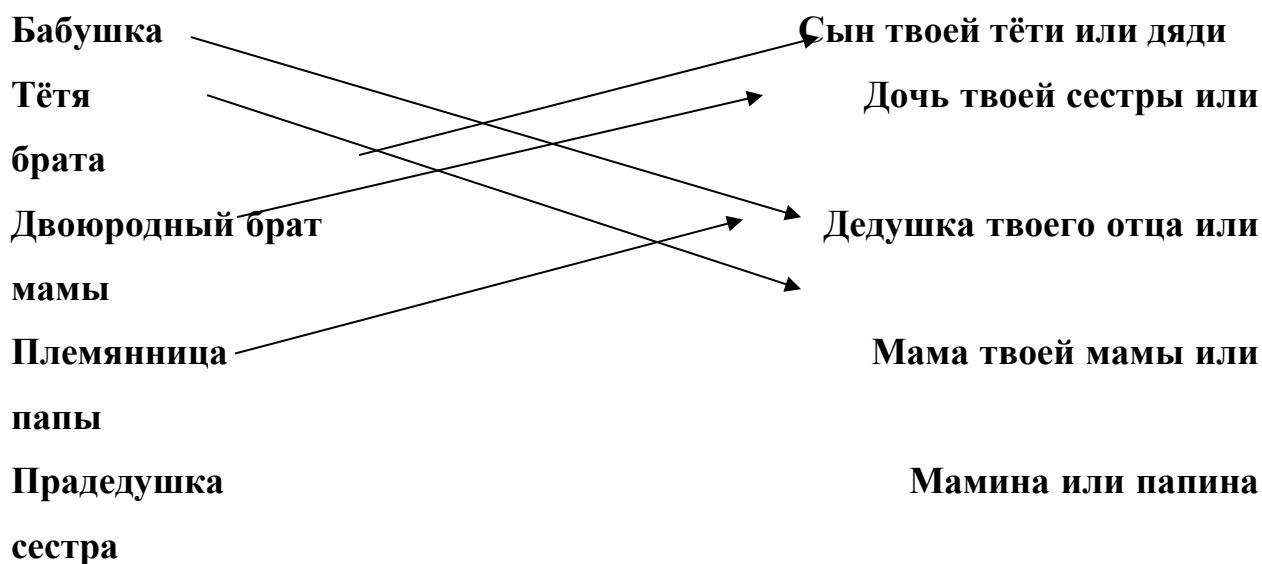 Бабушка Сын твоей тёти или дяди
Тётя Дочь твоей сестры или
брата
Двоюродный брат Дедушка твоего отца или
мамы
Племянница Мама твоей мамы или
папы
Прадедушка Мамина или папина
сестра